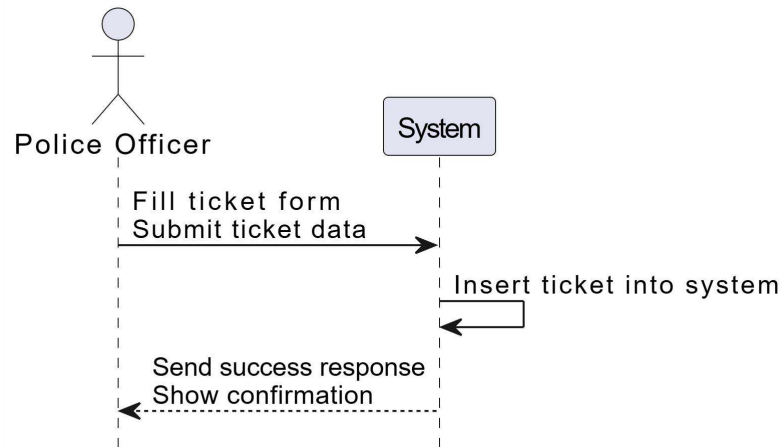 Police Officer
System
Fill ticket form
Submit ticket data
Insert ticket into system
Send success response
Show confirmation